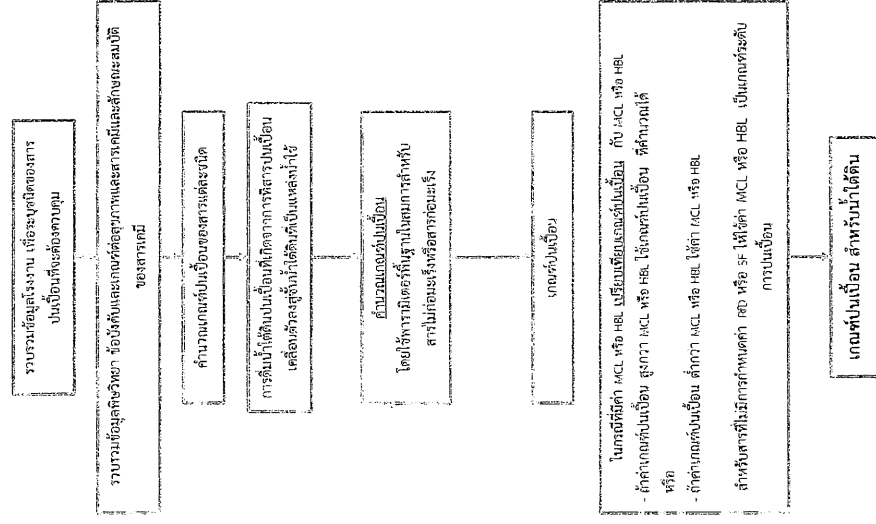 รวบรวมข้อมูลโรงงาน เพื่อระบุชนิดของสาร
ปนเปื้อนที่จะต้องควบคุม
รวบรวมข้อมูลพิษวิทยา ข้อบังคับและเกณฑ์ต่อสุขภาพและสารเคมีและลักษณะสมบัติ
ของสารเคมี
คำนวณเกณฑ์ปนเปื้อนของสารแต่ละชนิด
การดื่มน้ำใต้ดินปนเปื้อนที่เกิดจากการที่สารปนเปื้อน
เคลื่อนตัวลงสู่ชั้นน้ำใต้ดินที่เป็นแหล่งน้ำใช้
คำนวณเกณฑ์ปนเปื้อน
โดยใช้พารามิเตอร์พื้นฐานในสมการสำหรับ
สารไม่ก่อมะเร็งหรือสารก่อมะเร็ง
เกณฑ์ปนเปื้อน
ในกรณีที่มีค่า MCL หรือ HBL เปรียบเทียบเกณฑ์ปนเปื้อน กับ MCL หรือ HBL
- ถ้าค่าเกณฑ์ปนเปื้อน สูงกว่า MCL หรือ HBL ใช้เกณฑ์ปนเปื้อน ที่คำนวณได้
หรือ
- ถ้าค่าเกณฑ์ปนเปื้อน ต่ำกว่า MCL หรือ HBL ใช้ค่า MCL หรือ HBL
สำหรับสารที่ไม่มีการกำหนดค่า RfD หรือ SF ให้ใช้ค่า MCL หรือ HBL เป็นเกณฑ์ระดับ
การปนเปื้อน
เกณฑ์ปนเปื้อน สำหรับน้ำใต้ดิน